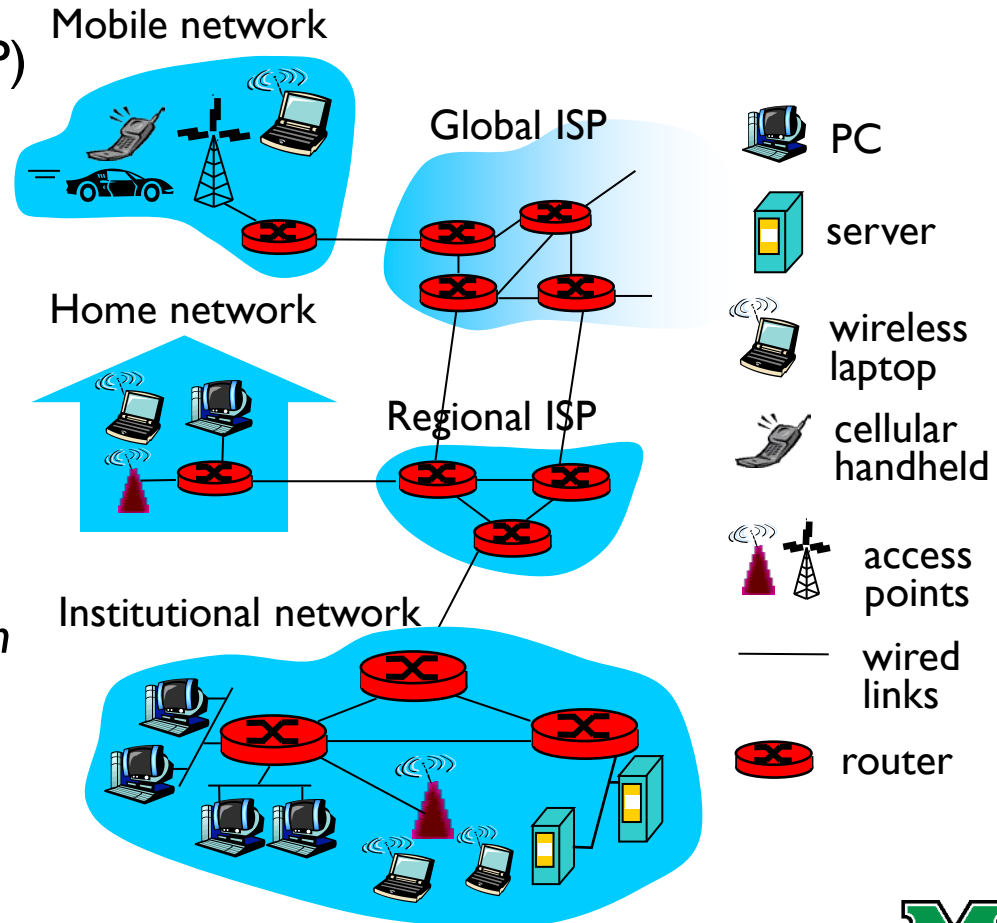 Mobile network
P)
Global ISP
PC
server
Home network
wireless
laptop
Regional ISP
cellular
handheld
access
points
Institutional network
n
wired
links
router